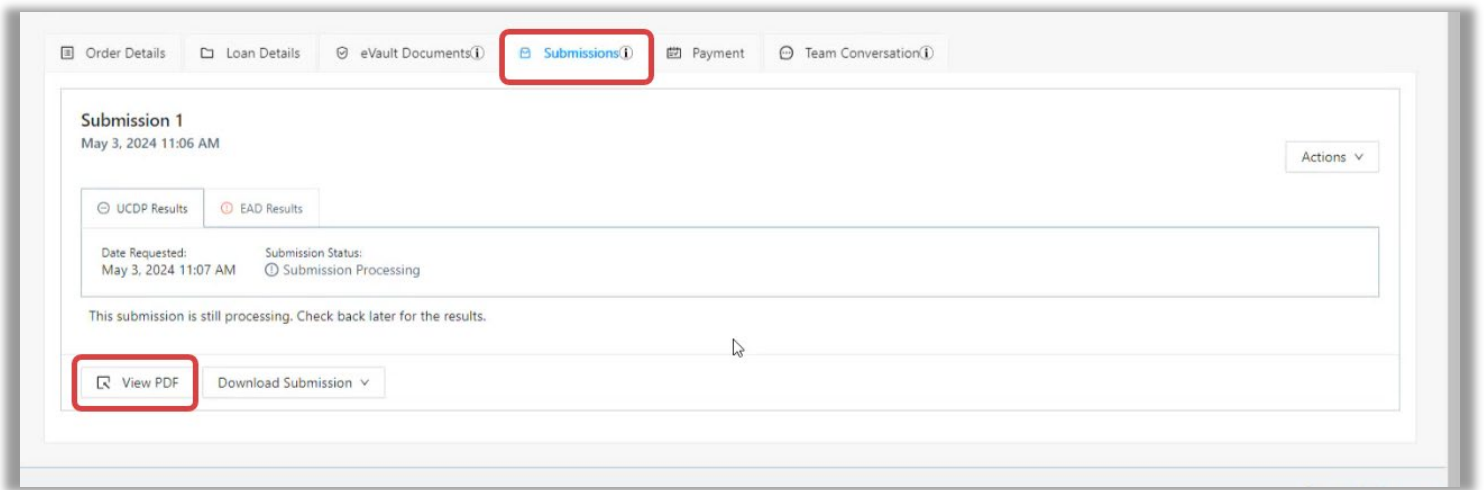 Order Details Loan Details eVault Documents Submissions Payment Team Conversation
Submission 1
May 3, 2024 11:06 AM
Actions
UCDP Results EAD Results
Date Requested: Submission Status:
May 3, 2024 11:07 AM Submission Processing
This submission is still processing. Check back later for the results.
View PDF Download Submission